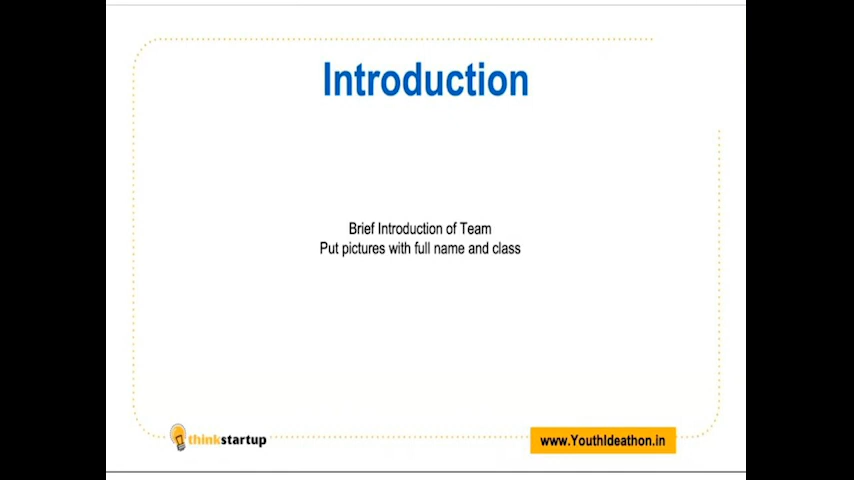 Introduction
Brief Introduction of Team
Put pictures with full name and class
thinkstartup
www.YouthIdeathon.in